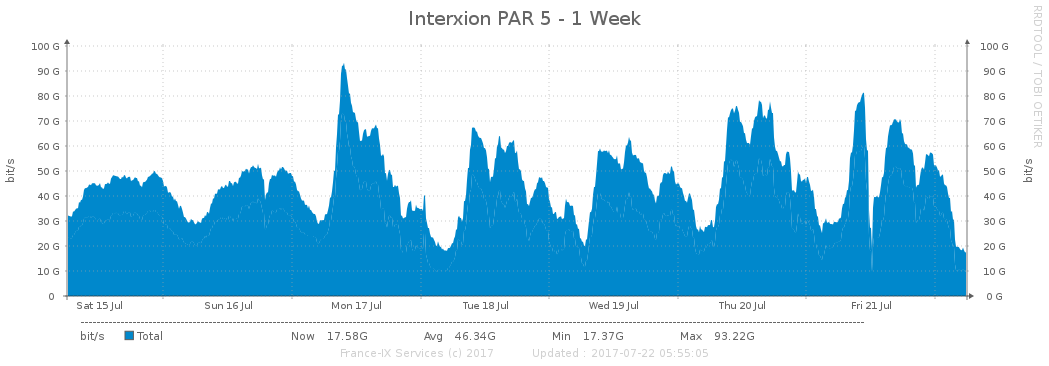 Interxion PAR 5 - 1 Week
RRDTOOL / TOBI OETIKER
100 G 100 G
90 G 90 G
80 G 80 G
70 G 70 G
60 G 60 G
50 G 50 G
40 G 40 G
30 G 30 G
20 G 20 G
10 G 10 G
0 0 G
bit/s bit/s
Sat 15 Jul Sun 16 Jul Mon 17 Jul Tue 18 Jul Wed 19 Jul Thu 20 Jul Fri 21 Jul
bit/s Total Now 17.58G Avg 46.34G Min 17.37G Max 93.22G
France-IX Services (c) 2017 Updated : 2017-07-22 05:55:05